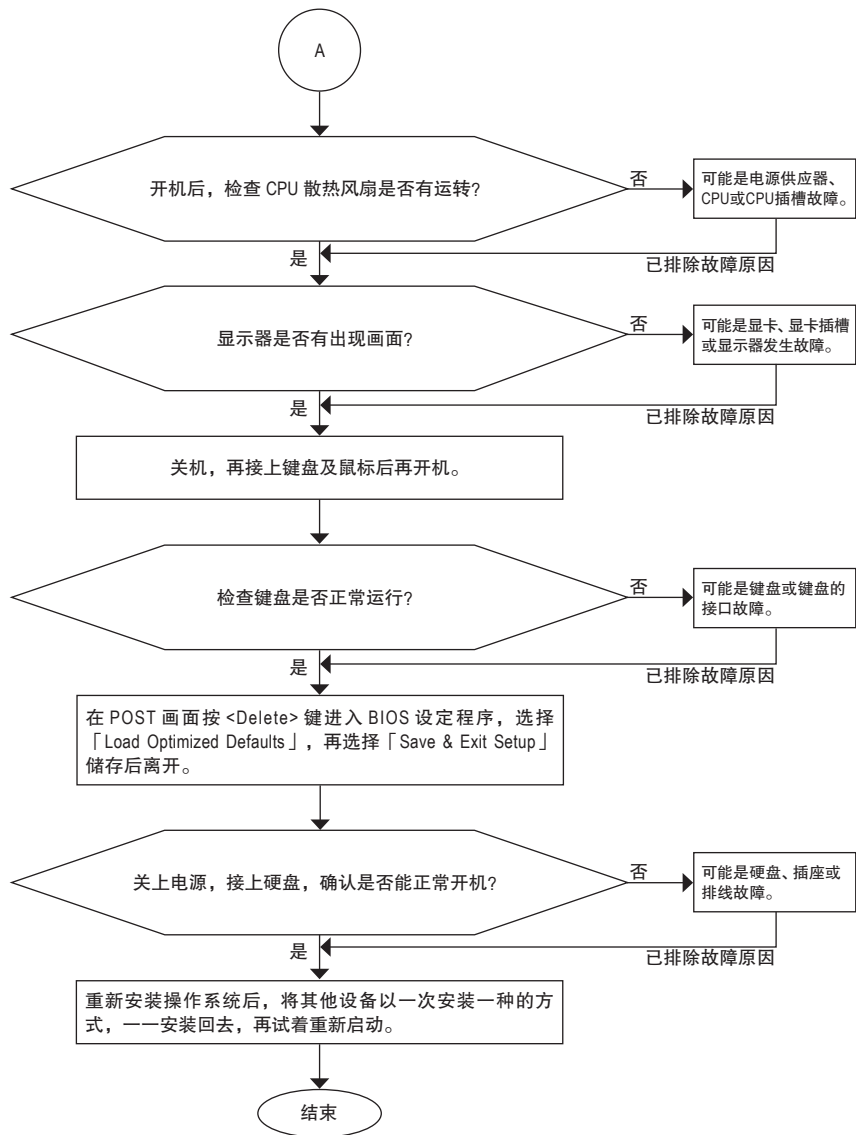 A
开机后，检查 CPU 散热风扇是否有运转？
否
可能是电源供应器、
CPU或CPU插槽故障。
是
已排除故障原因
显示器是否有出现画面？
否
可能是显卡、显卡插槽
或显示器发生故障。
是
已排除故障原因
关机，再接上键盘及鼠标后再开机。
检查键盘是否正常运行？
否
可能是键盘或键盘的
接口故障。
是
已排除故障原因
在 POST 画面按 <Delete> 键进入 BIOS 设定程序，选择
「Load Optimized Defaults」，再选择「Save & Exit Setup」
储存后离开。
关上电源，接上硬盘，确认是否能正常开机？
否
可能是硬盘、插座或
排线故障。
是
已排除故障原因
重新安装操作系统后，将其他设备以一次安装一种的方
式，一一安装回去，再试着重新启动。
结束